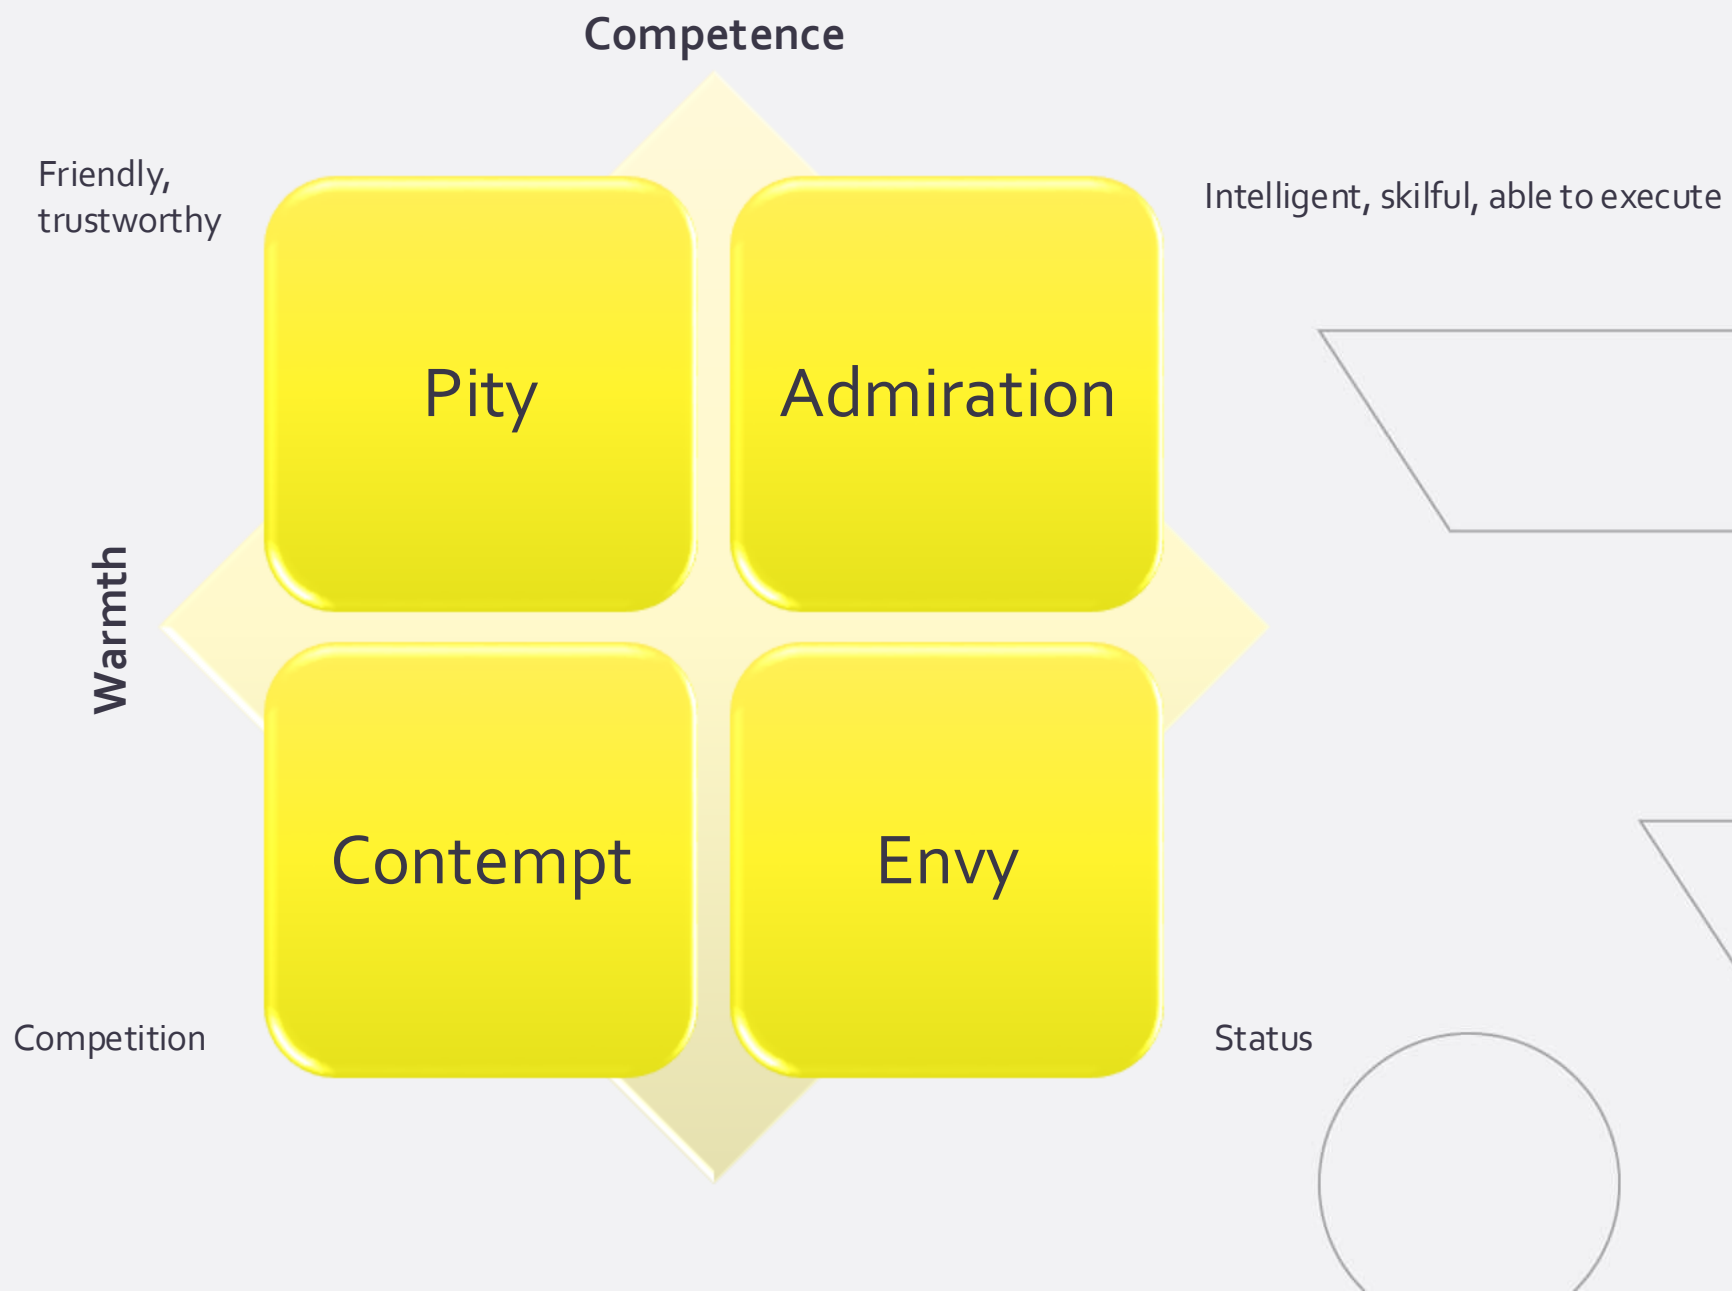 Competence
Friendly,
trustworthy
Intelligent, skilful, able to execute
Pity
Admiration
Warmth
Contempt
Envy
Competition
Status